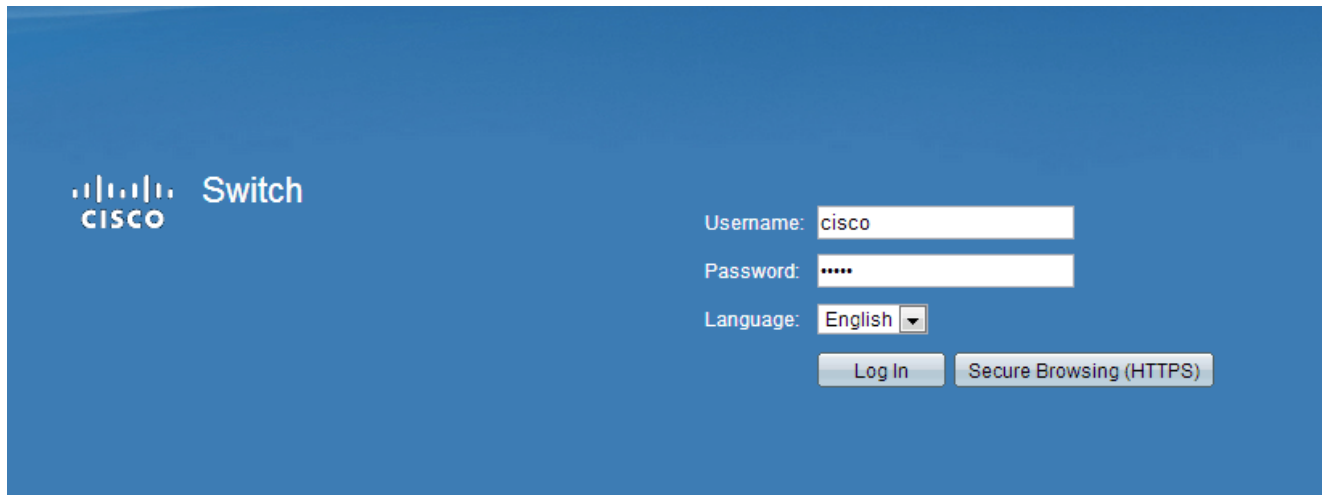 cisco Switch
Username: cisco
Password: •••••
Language: English
Log In Secure Browsing (HTTPS)